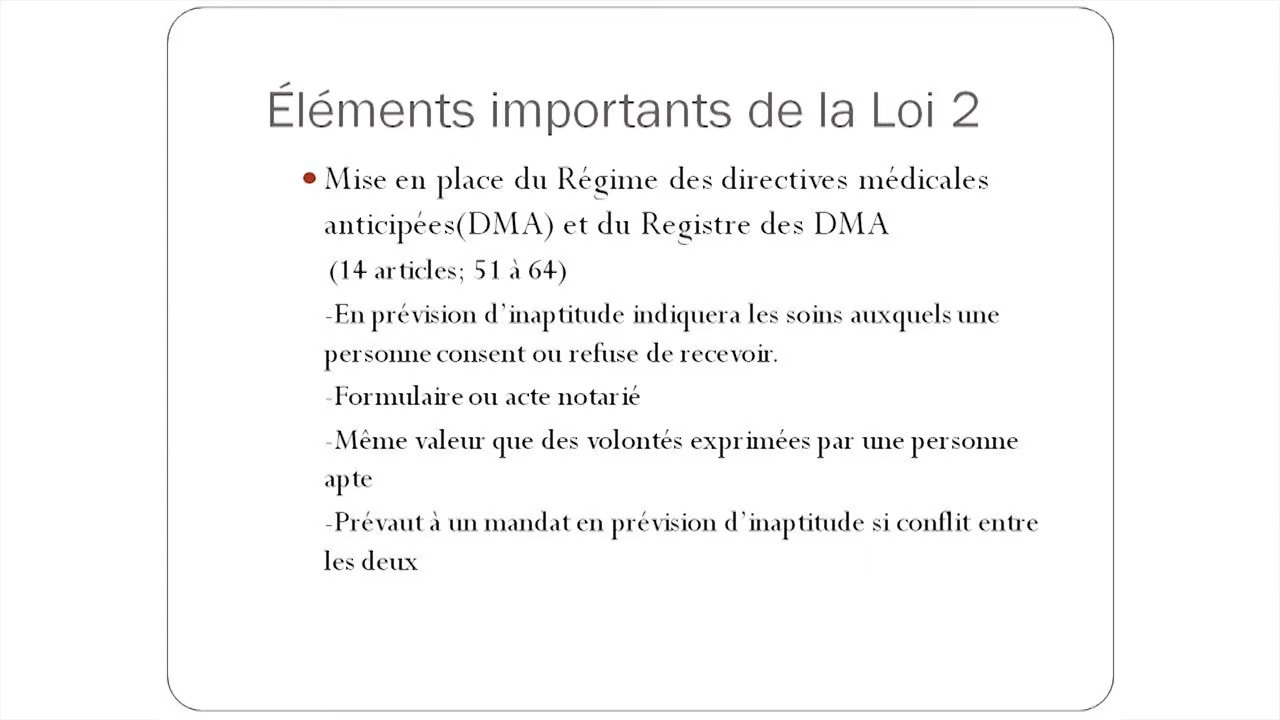 Éléments importants de la Loi 2
Mise en place du Régime des directives médicales
anticipées(DMA) et du Registre des DMA
(14 articles; 51 à 64)
-En prévision d’inaptitude indiquera les soins auxquels une
personne consent ou refuse de recevoir.
-Formulaire ou acte notarié
-Même valeur que des volontés exprimées par une personne
apte
-Prévaut à un mandat en prévision d’inaptitude si conflit entre
les deux